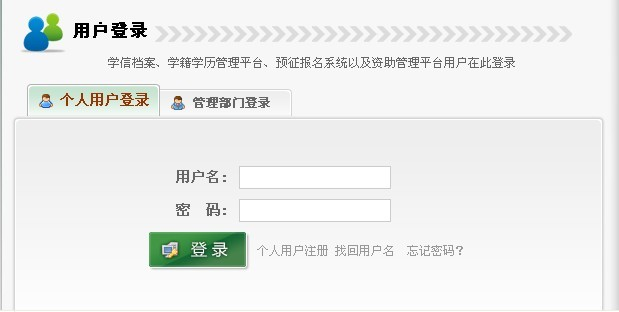 用户登录
学信档案、学籍学历管理平台、预征报名系统以及资助管理平台用户在此登录
个人用户登录 管理部门登录
用户名：
密 码：
登录 个人用户注册 找回用户名 忘记密码？